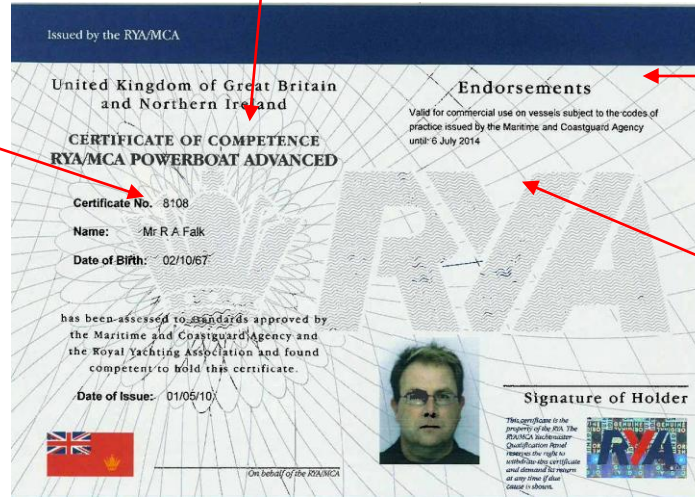 Issued by the RYA/MCA
United Kingdom of Great Britain
and Northern Ireland
CERTIFICATE OF COMPETENCE
RYA/MCA POWERBOAT ADVANCED
Certificate No. 8108
Name: Mr R A Falk
Date of Birth: 02/10/67
has been assessed to standards approved by
the Maritime and Coastguard Agency and
the Royal Yachting Association and found
competent to hold this certificate.
Date of Issue: 01/05/10
On behalf of the RYA/MCA
Endorsements
Valid for commercial use on vessels subject to the codes of
practice issued by the Maritime and Coastguard Agency
until: 6 July 2014
RYA
Signature of Holder
This certificate is the
property of the RYA. The
RYA/MCA Yachtmaster
Qualification Panel
reserves the right to
withdraw the certificate
and demand its return
at any time if due
cause is shown.
GENUINE
RYA